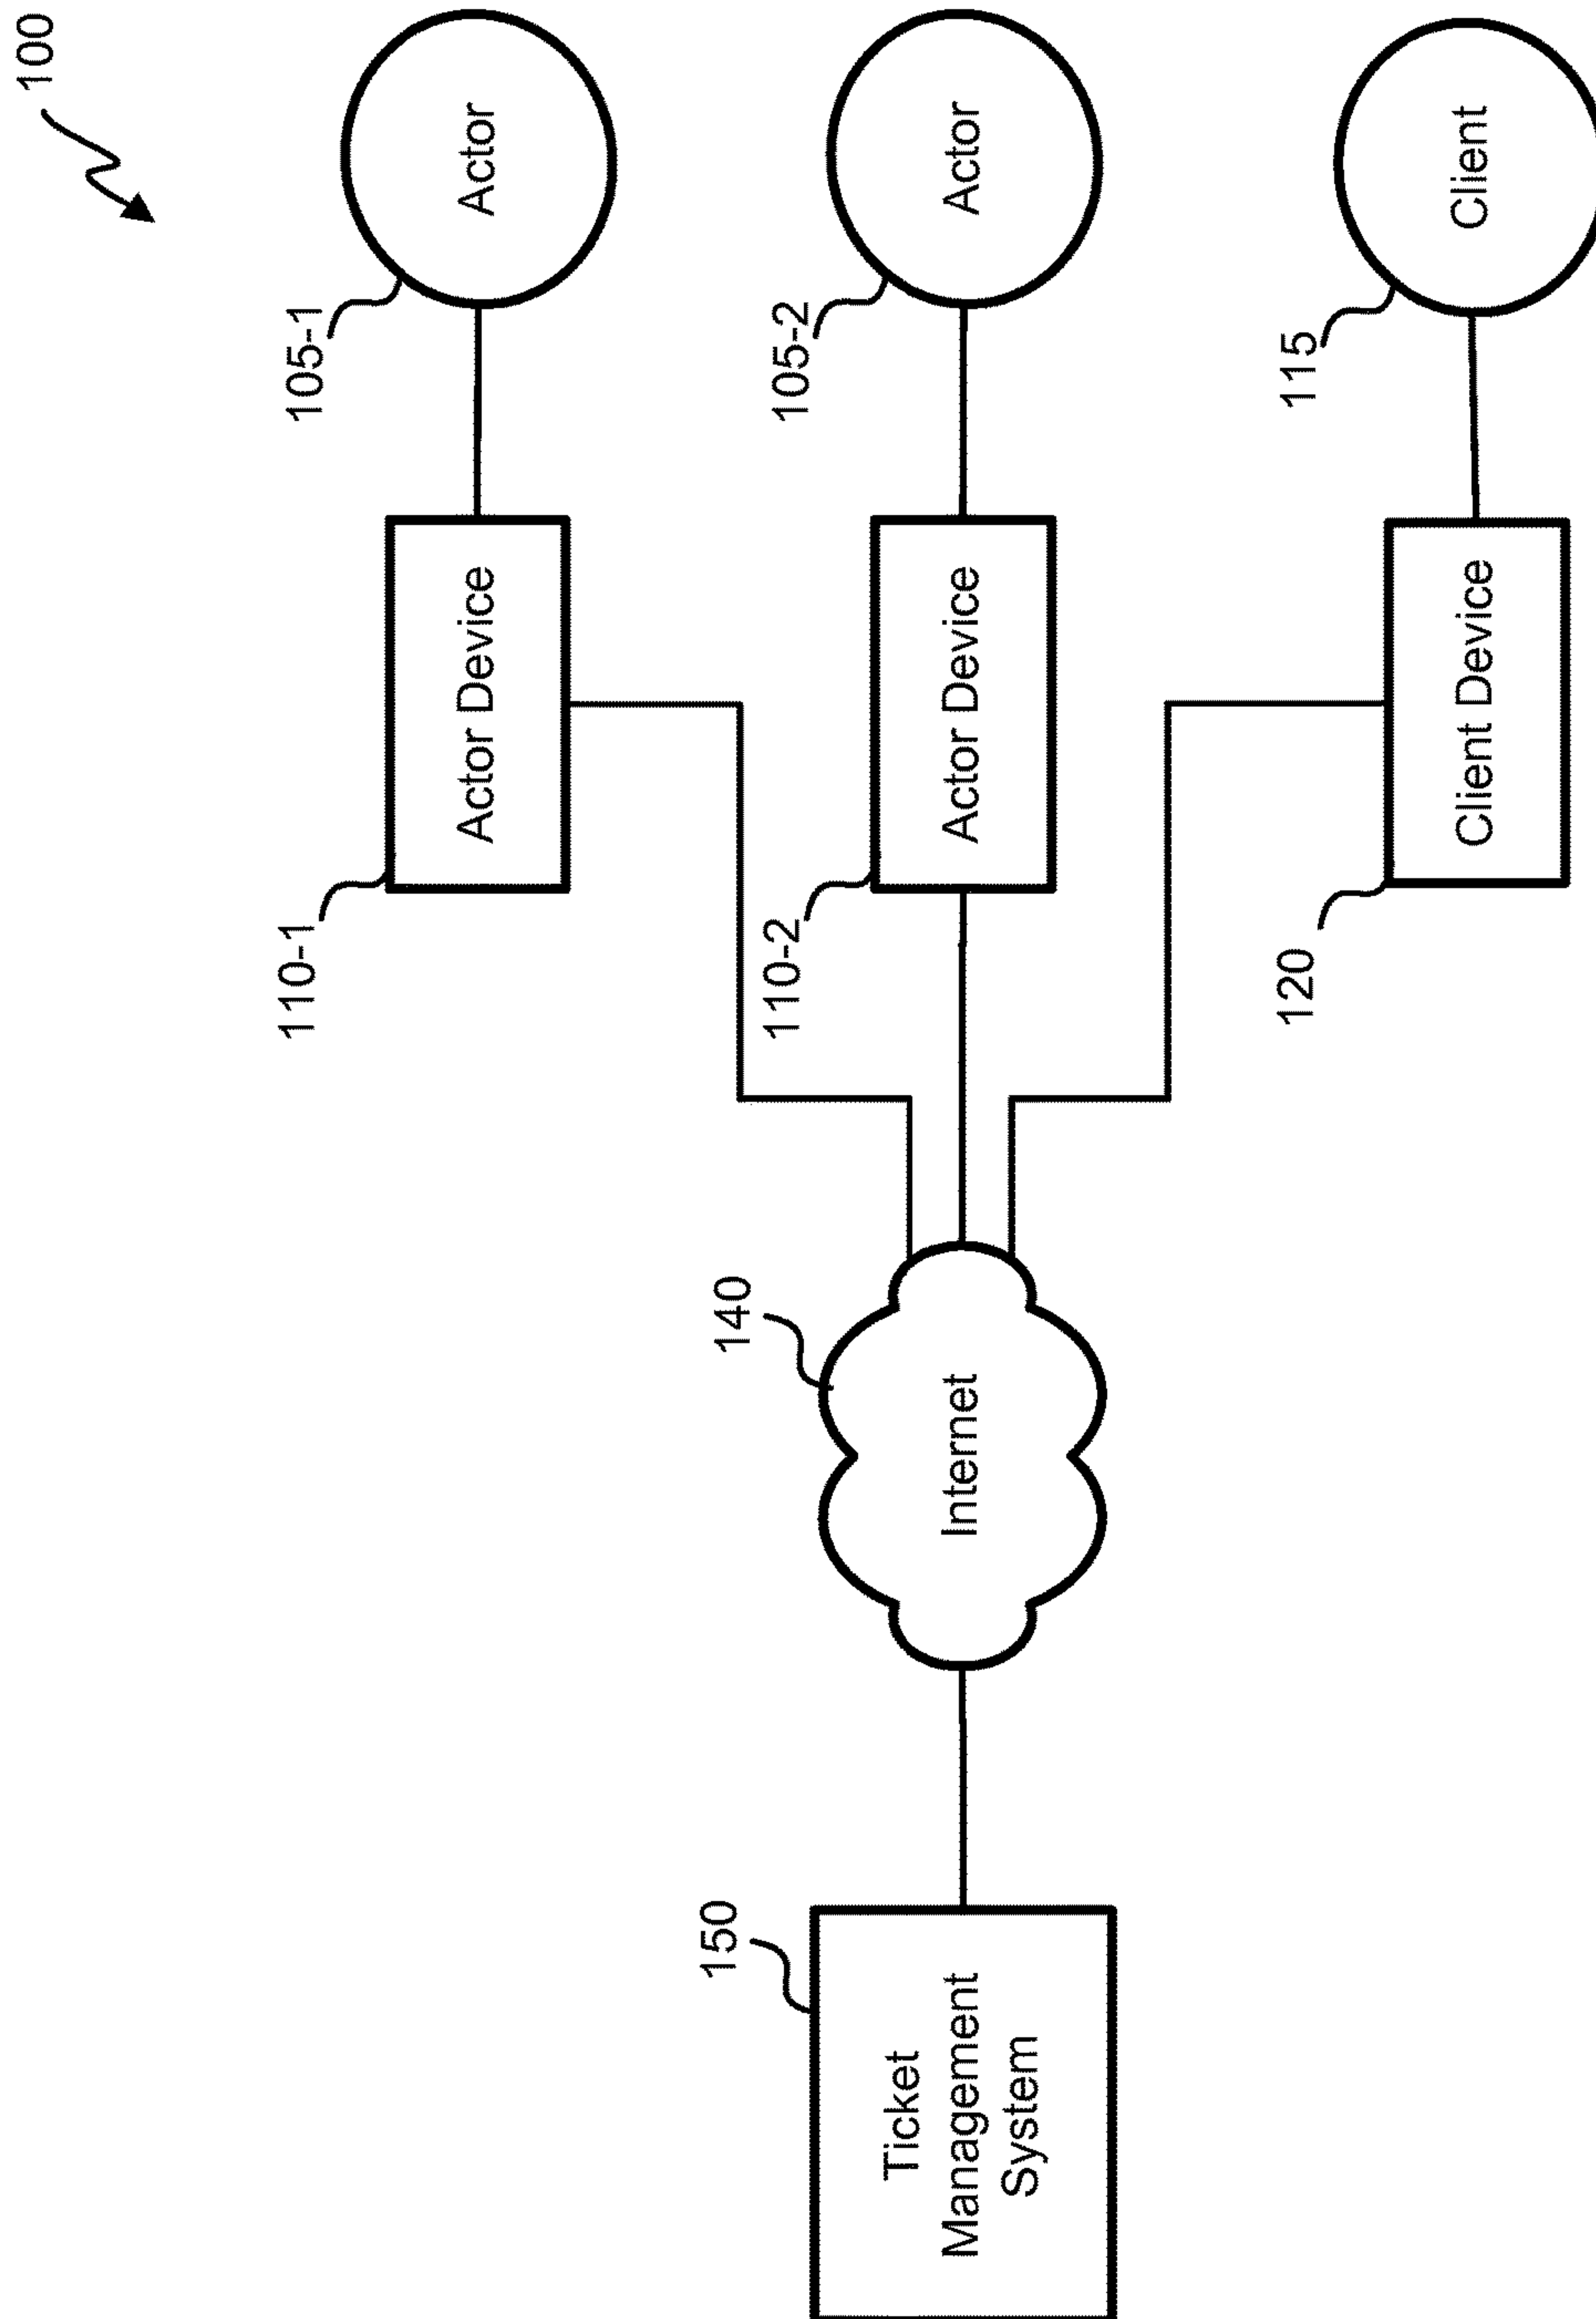 100
105-1
Actor
110-1
Actor Device
105-2
Actor
110-2
Actor Device
115
Client
120
Client Device
140
Internet
150
Ticket
Management
System